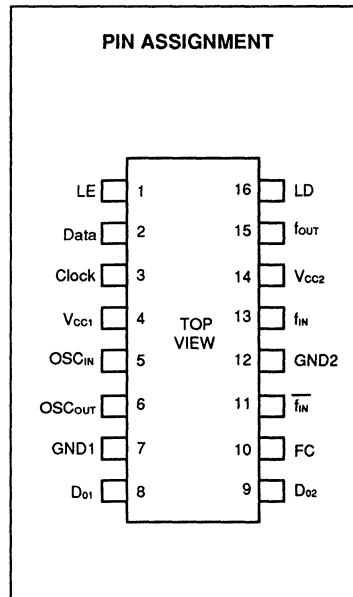 PIN ASSIGNMENT
LE 1 16 LD
Data 2 15 fOUT
Clock 3 14 VCC2
VCC1 4 13 fIN
TOP VIEW
OSCIN 5 12 GND2
OSCOUT 6 11 f̅I̅N̅
GND1 7 10 FC
D01 8 9 D02